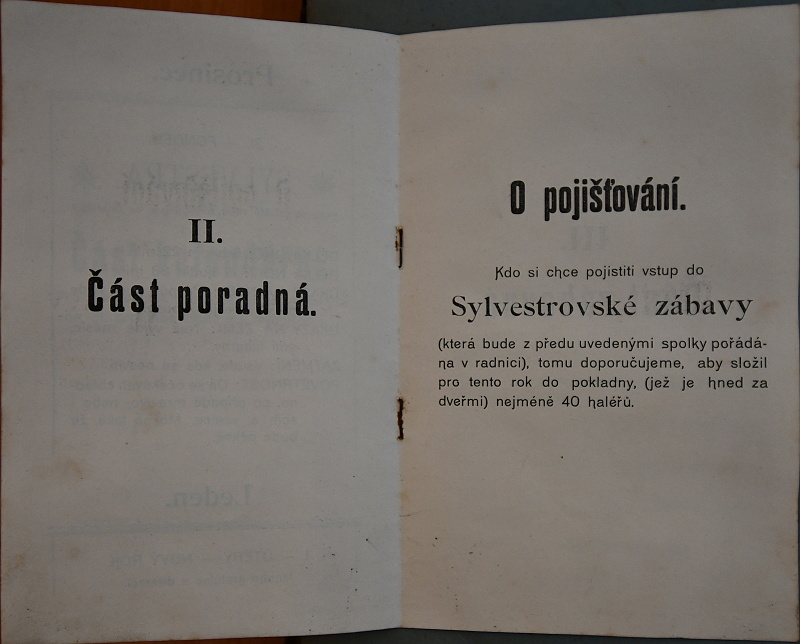 II.
Část poradná.
O pojišťování.
Kdo si chce pojistiti vstup do
Sylvestrovské zábavy
(která bude z předu uvedenými spolky pořádá-
na v radnici), tomu doporučujeme, aby složil
pro tento rok do pokladny, (jež je hned za
dveřmi) nejméně 40 haléřů.